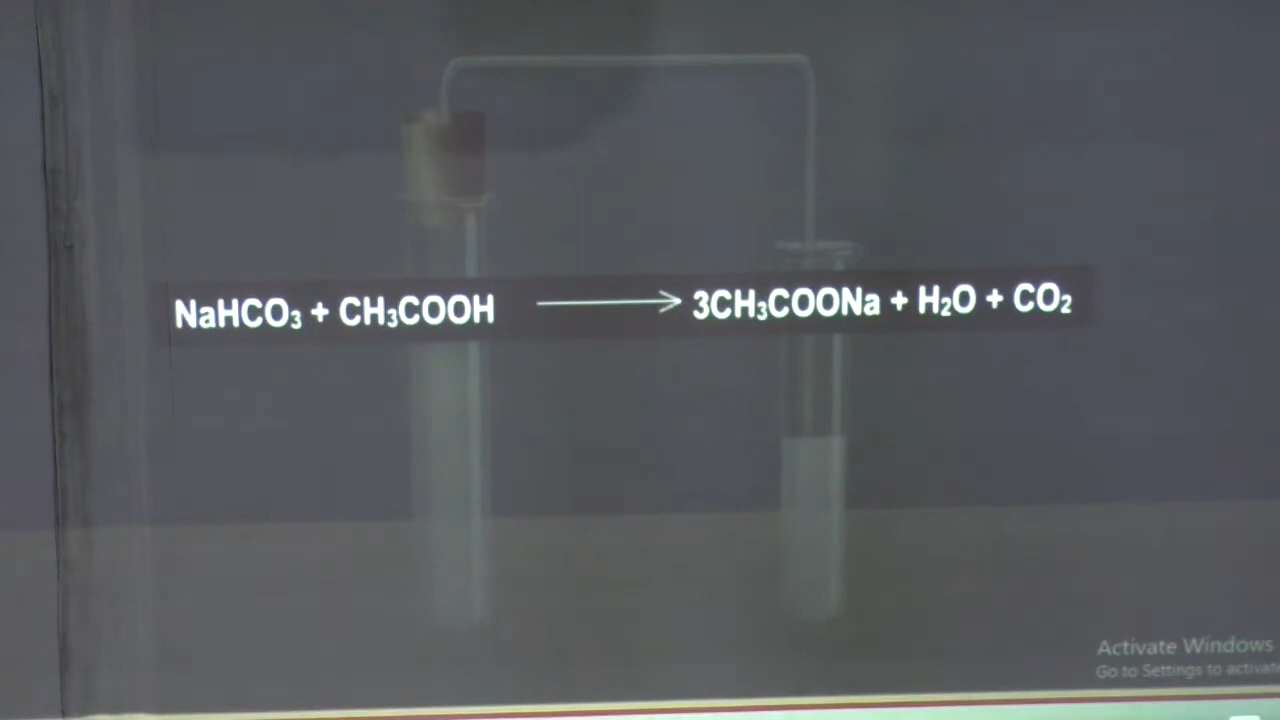 NaHCO₃ + CH₃COOH ⟶ 3CH₃COONa + H₂O + CO₂
Activate Windows
Go to Settings to activate